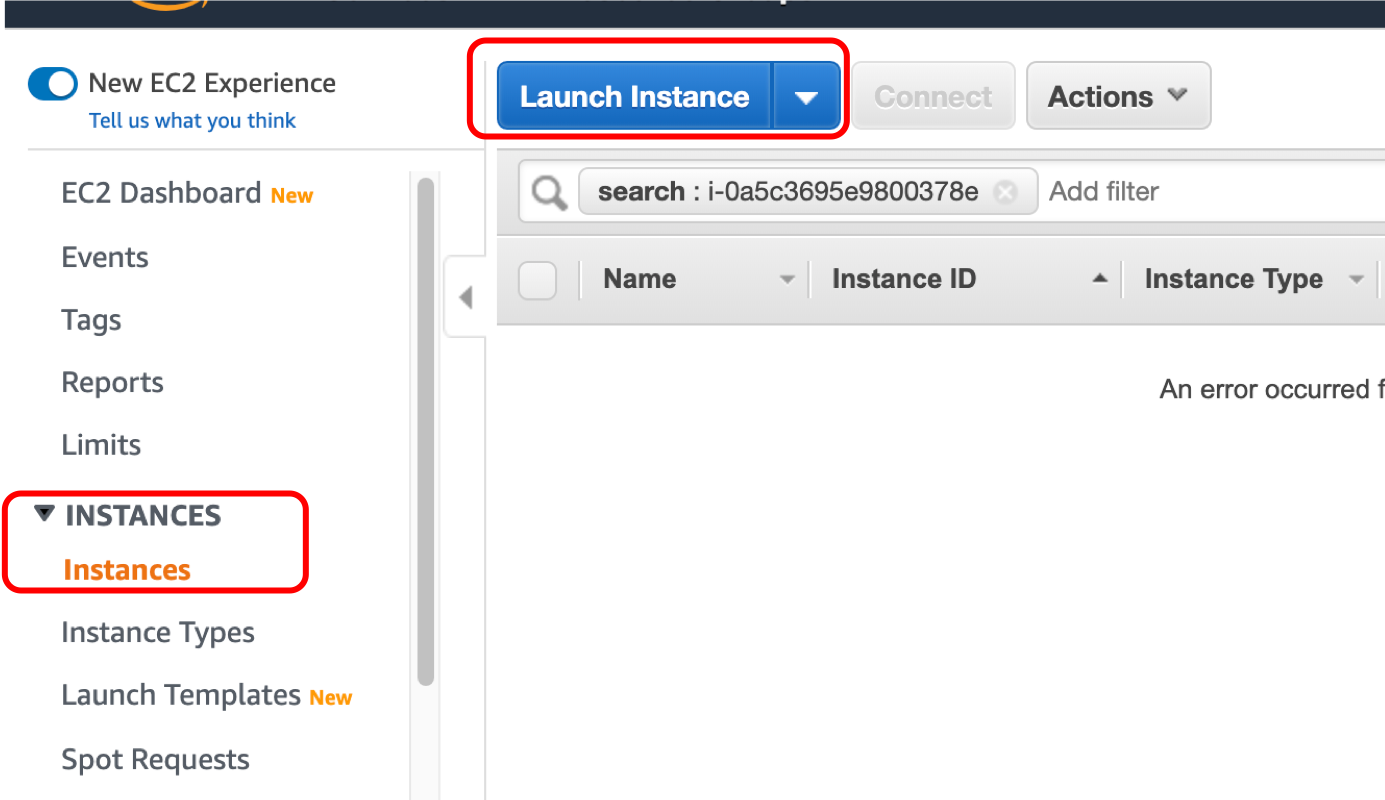 New EC2 Experience
Tell us what you think
EC2 Dashboard New
Events
Tags
Reports
Limits
INSTANCES
Instances
Instance Types
Launch Templates New
Spot Requests
Launch Instance Connect Actions
search : i-0a5c3695e9800378e Add filter
Name Instance ID Instance Type
An error occurred